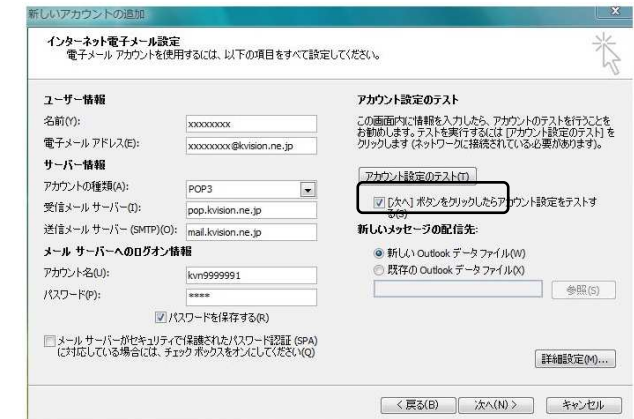 新しいアカウントの追加
インターネット電子メール設定
電子メール アカウントを使用するには、以下の項目をすべて設定してください。
ユーザー情報
名前(Y):
xxxxxxxx
電子メール アドレス(E):
xxxxxxxx@kvision.ne.jp
サーバー情報
アカウントの種類(A):
POP3
受信メール サーバー(I):
pop.kvision.ne.jp
送信メール サーバー (SMTP)(O):
mail.kvision.ne.jp
メール サーバーへのログオン情報
アカウント名(U):
kvn9999991
パスワード(P):
****
パスワードを保存する(R)
メール サーバーがセキュリティで保護されたパスワード認証 (SPA)
に対応している場合には、チェック ボックスをオンにしてください(Q)
アカウント設定のテスト
この画面内に情報を入力したら、アカウントのテストを行うことを
お勧めします。テストを実行するには [アカウント設定のテスト] を
クリックします (ネットワークに接続されている必要があります)。
アカウント設定のテスト(T)
[次へ] ボタンをクリックしたらアカウント設定をテストす
る(S)
新しいメッセージの配信先:
新しい Outlook データ ファイル(W)
既存の Outlook データ ファイル(X)
参照(S)
詳細設定(M)...
< 戻る(B)
次へ(N) >
キャンセル